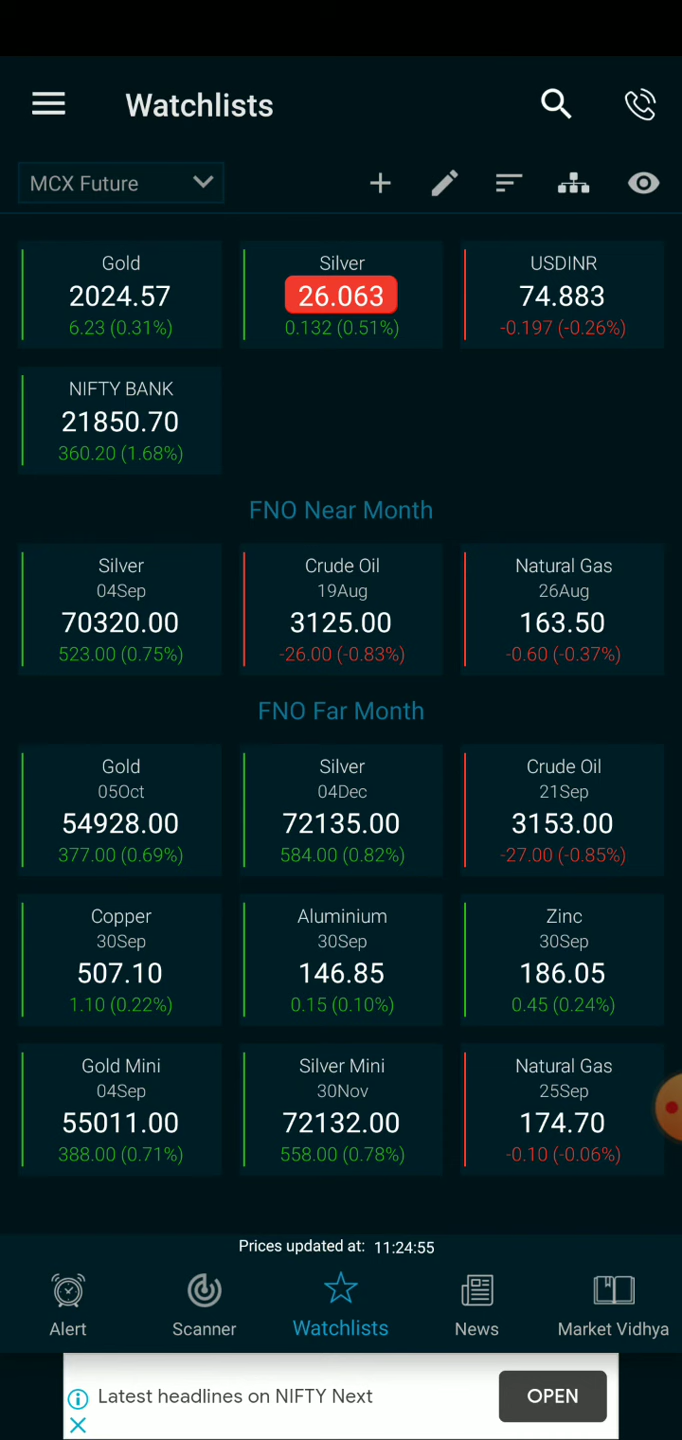 Watchlists
MCX Future
Gold
2024.57
6.23 (0.31%)
Silver
26.063
0.132 (0.51%)
USDINR
74.883
-0.197 (-0.26%)
NIFTY BANK
21850.70
360.20 (1.68%)
FNO Near Month
Silver
04Sep
70320.00
523.00 (0.75%)
Crude Oil
19Aug
3125.00
-26.00 (-0.83%)
Natural Gas
26Aug
163.50
-0.60 (-0.37%)
FNO Far Month
Gold
05Oct
54928.00
377.00 (0.69%)
Silver
04Dec
72135.00
584.00 (0.82%)
Crude Oil
21Sep
3153.00
-27.00 (-0.85%)
Copper
30Sep
507.10
1.10 (0.22%)
Aluminium
30Sep
146.85
0.15 (0.10%)
Zinc
30Sep
186.05
0.45 (0.24%)
Gold Mini
04Sep
55011.00
388.00 (0.71%)
Silver Mini
30Nov
72132.00
558.00 (0.78%)
Natural Gas
25Sep
174.70
-0.10 (-0.06%)
Prices updated at: 11:24:55
Alert
Scanner
Watchlists
News
Market Vidhya
Latest headlines on NIFTY Next
OPEN